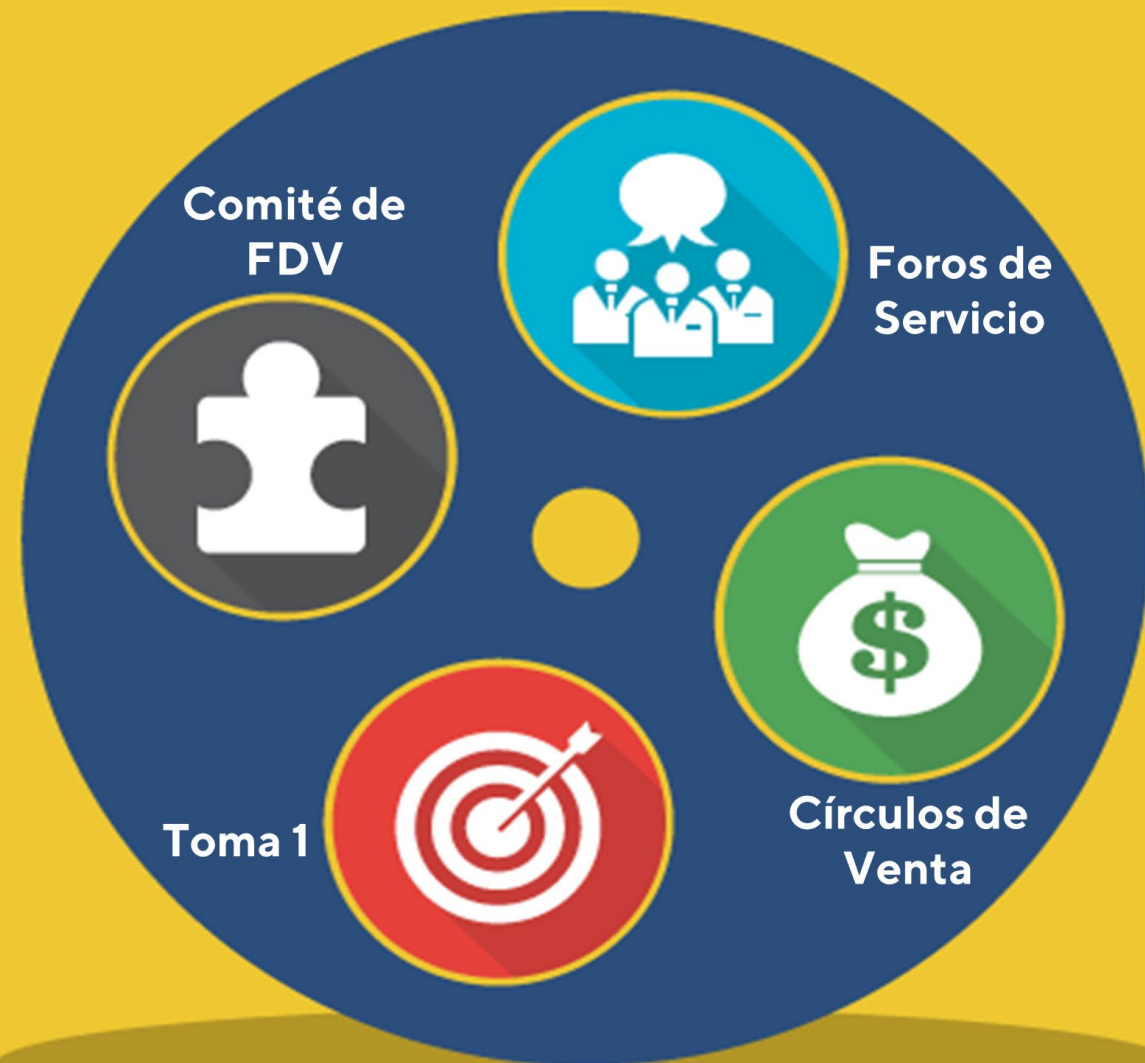 Comité de
FDV
Foros de
Servicio
Círculos de
Venta
Toma 1